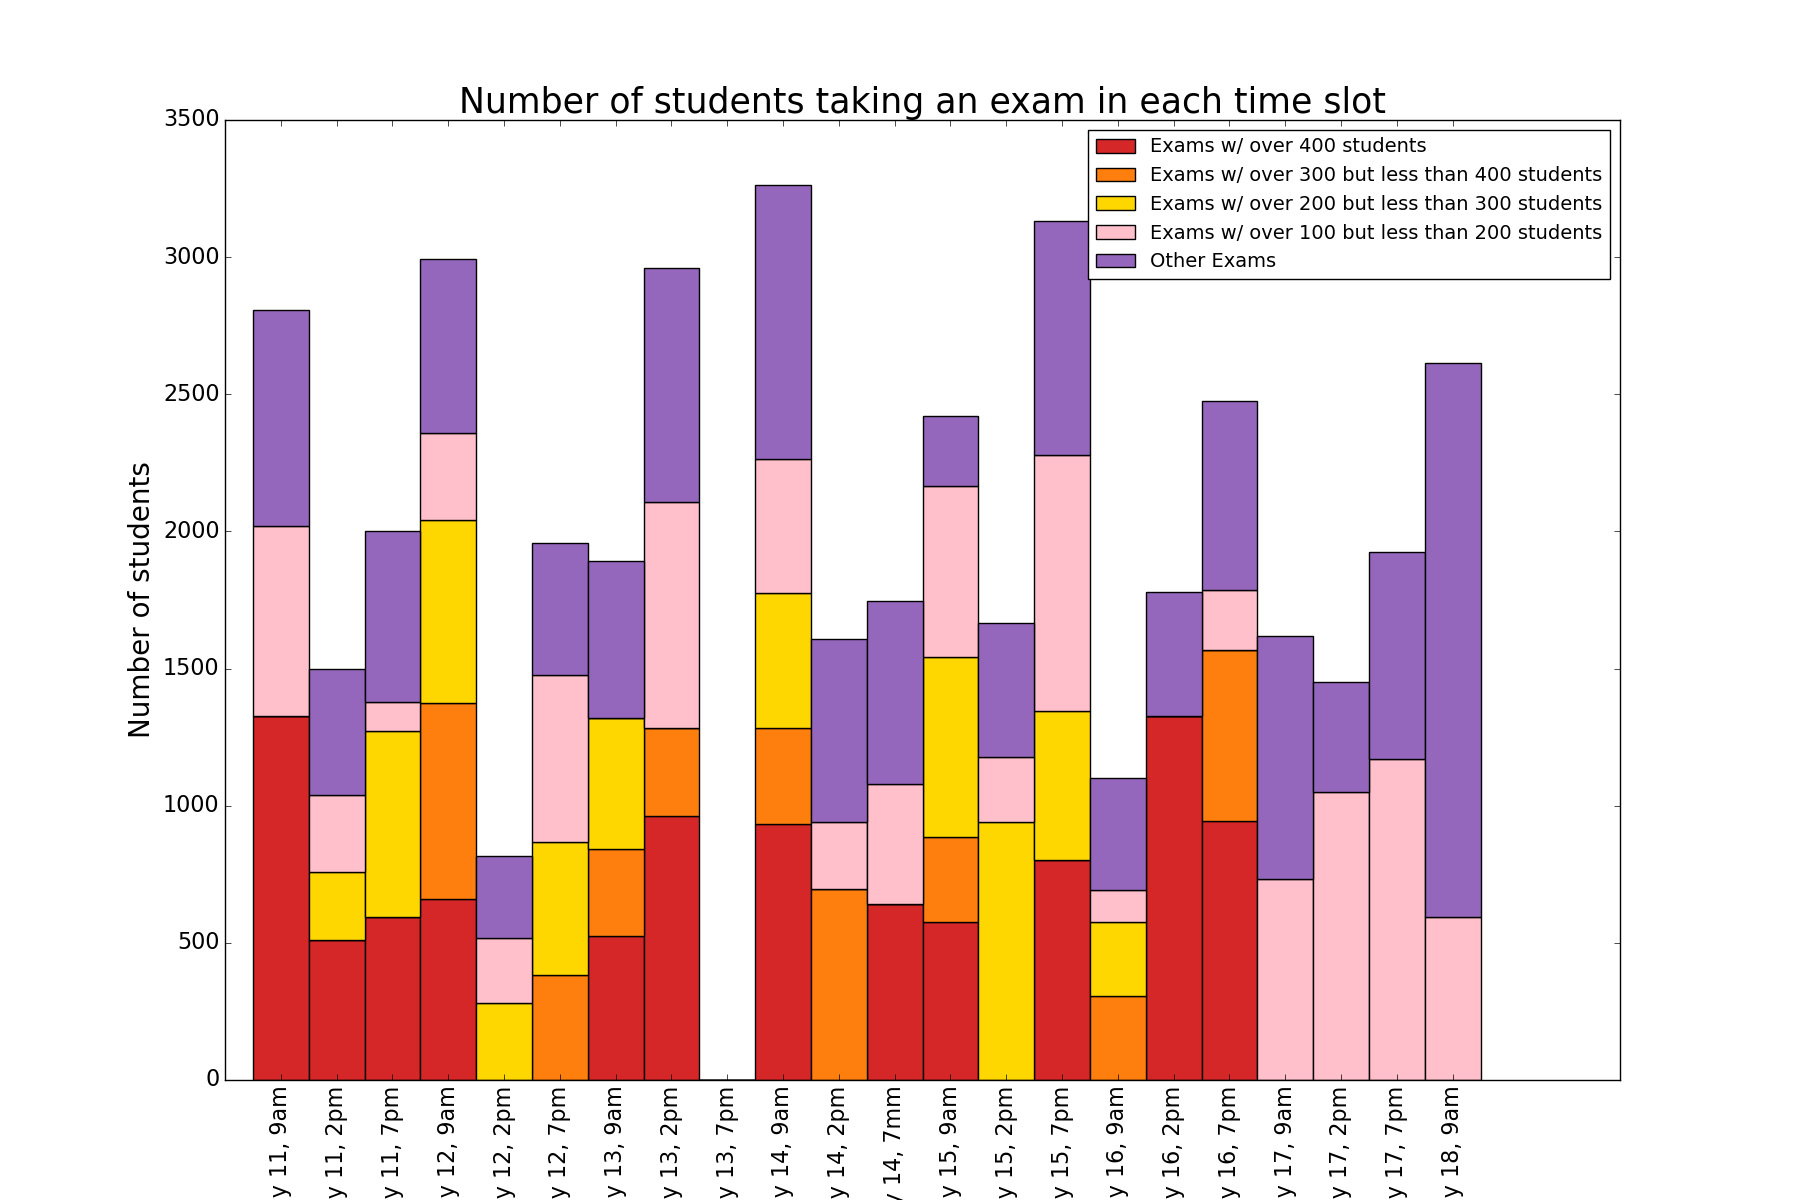 Number of students taking an exam in each time slot
3500
3000
2500
2000
1500
1000
500
0
Number of students
Exams w/ over 400 students
Exams w/ over 300 but less than 400 students
Exams w/ over 200 but less than 300 students
Exams w/ over 100 but less than 200 students
Other Exams
y 11, 9am
y 11, 2pm
y 11, 7pm
y 12, 9am
y 12, 2pm
y 12, 7pm
y 13, 9am
y 13, 2pm
y 13, 7pm
y 14, 9am
y 14, 2pm
y 14, 7mm
y 15, 9am
y 15, 2pm
y 15, 7pm
y 16, 9am
y 16, 2pm
y 16, 7pm
y 17, 9am
y 17, 2pm
y 17, 7pm
y 18, 9am